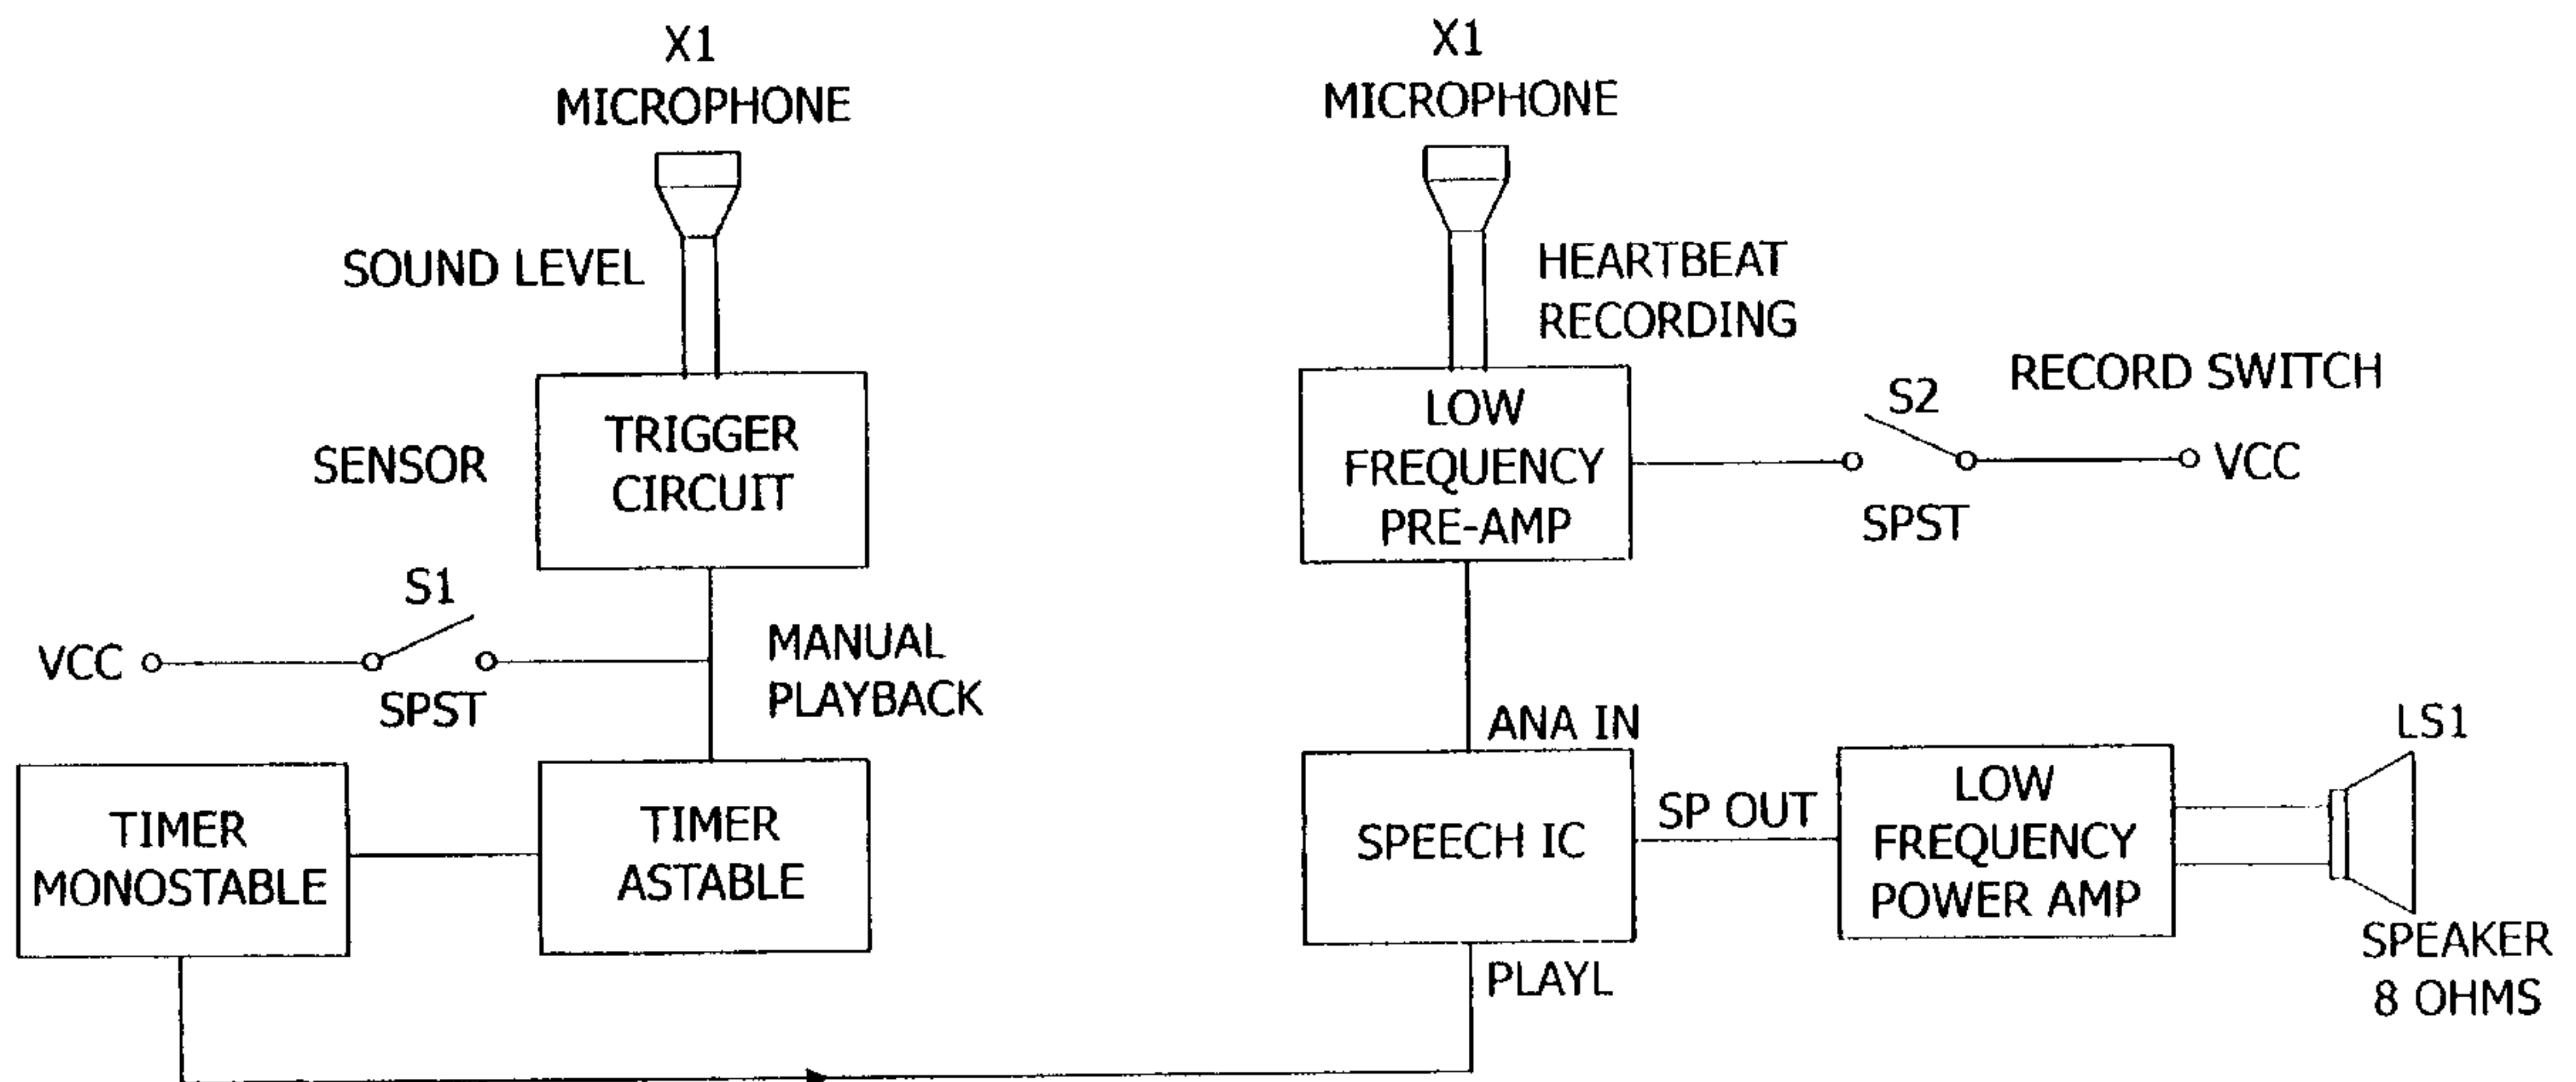 X1
MICROPHONE
SOUND LEVEL
SENSOR
TRIGGER
CIRCUIT
S1
VCC
SPST
MANUAL
PLAYBACK
TIMER
MONOSTABLE
TIMER
ASTABLE
X1
MICROPHONE
HEARTBEAT
RECORDING
LOW
FREQUENCY
PRE-AMP
S2
RECORD SWITCH
VCC
SPST
ANA IN
SPEECH IC
SP OUT
PLAYL
LOW
FREQUENCY
POWER AMP
LS1
SPEAKER
8 OHMS